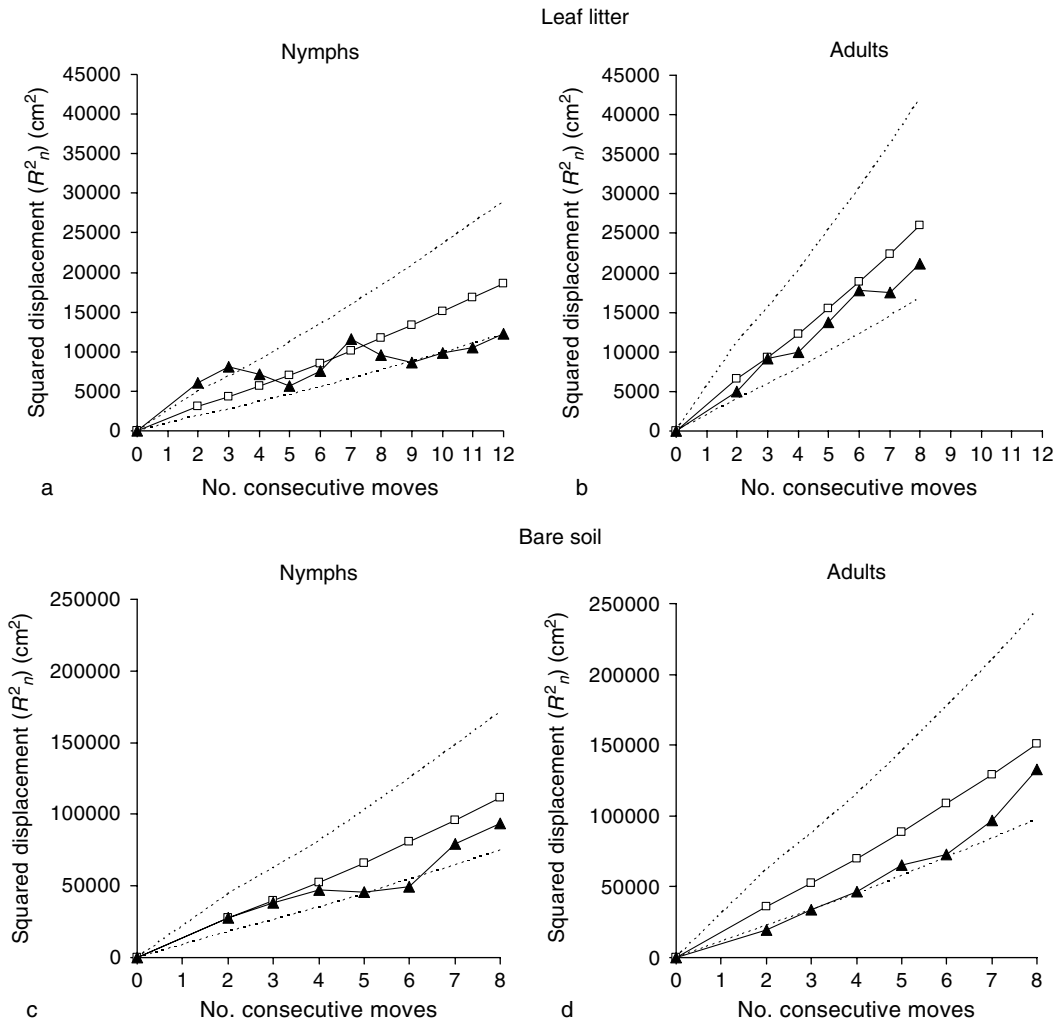 Leaf litter
Nymphs
Squared displacement (R²ₙ) (cm²)
45000
40000
35000
30000
25000
20000
15000
10000
5000
0
0 1 2 3 4 5 6 7 8 9 10 11 12
a
No. consecutive moves
Adults
Squared displacement (R²ₙ) (cm²)
45000
40000
35000
30000
25000
20000
15000
10000
5000
0
0 1 2 3 4 5 6 7 8 9 10 11 12
b
No. consecutive moves
Bare soil
Nymphs
Squared displacement (R²ₙ) (cm²)
250000
200000
150000
100000
50000
0
0 1 2 3 4 5 6 7 8
c
No. consecutive moves
Adults
Squared displacement (R²ₙ) (cm²)
250000
200000
150000
100000
50000
0
0 1 2 3 4 5 6 7 8
d
No. consecutive moves